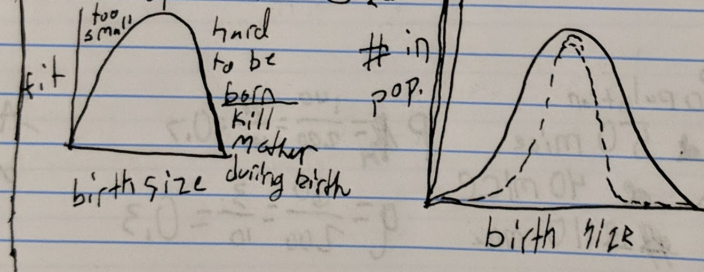 too
small
hard
to be
born
kill
mother
during birth
fit
birth size
# in
pop.
birth size